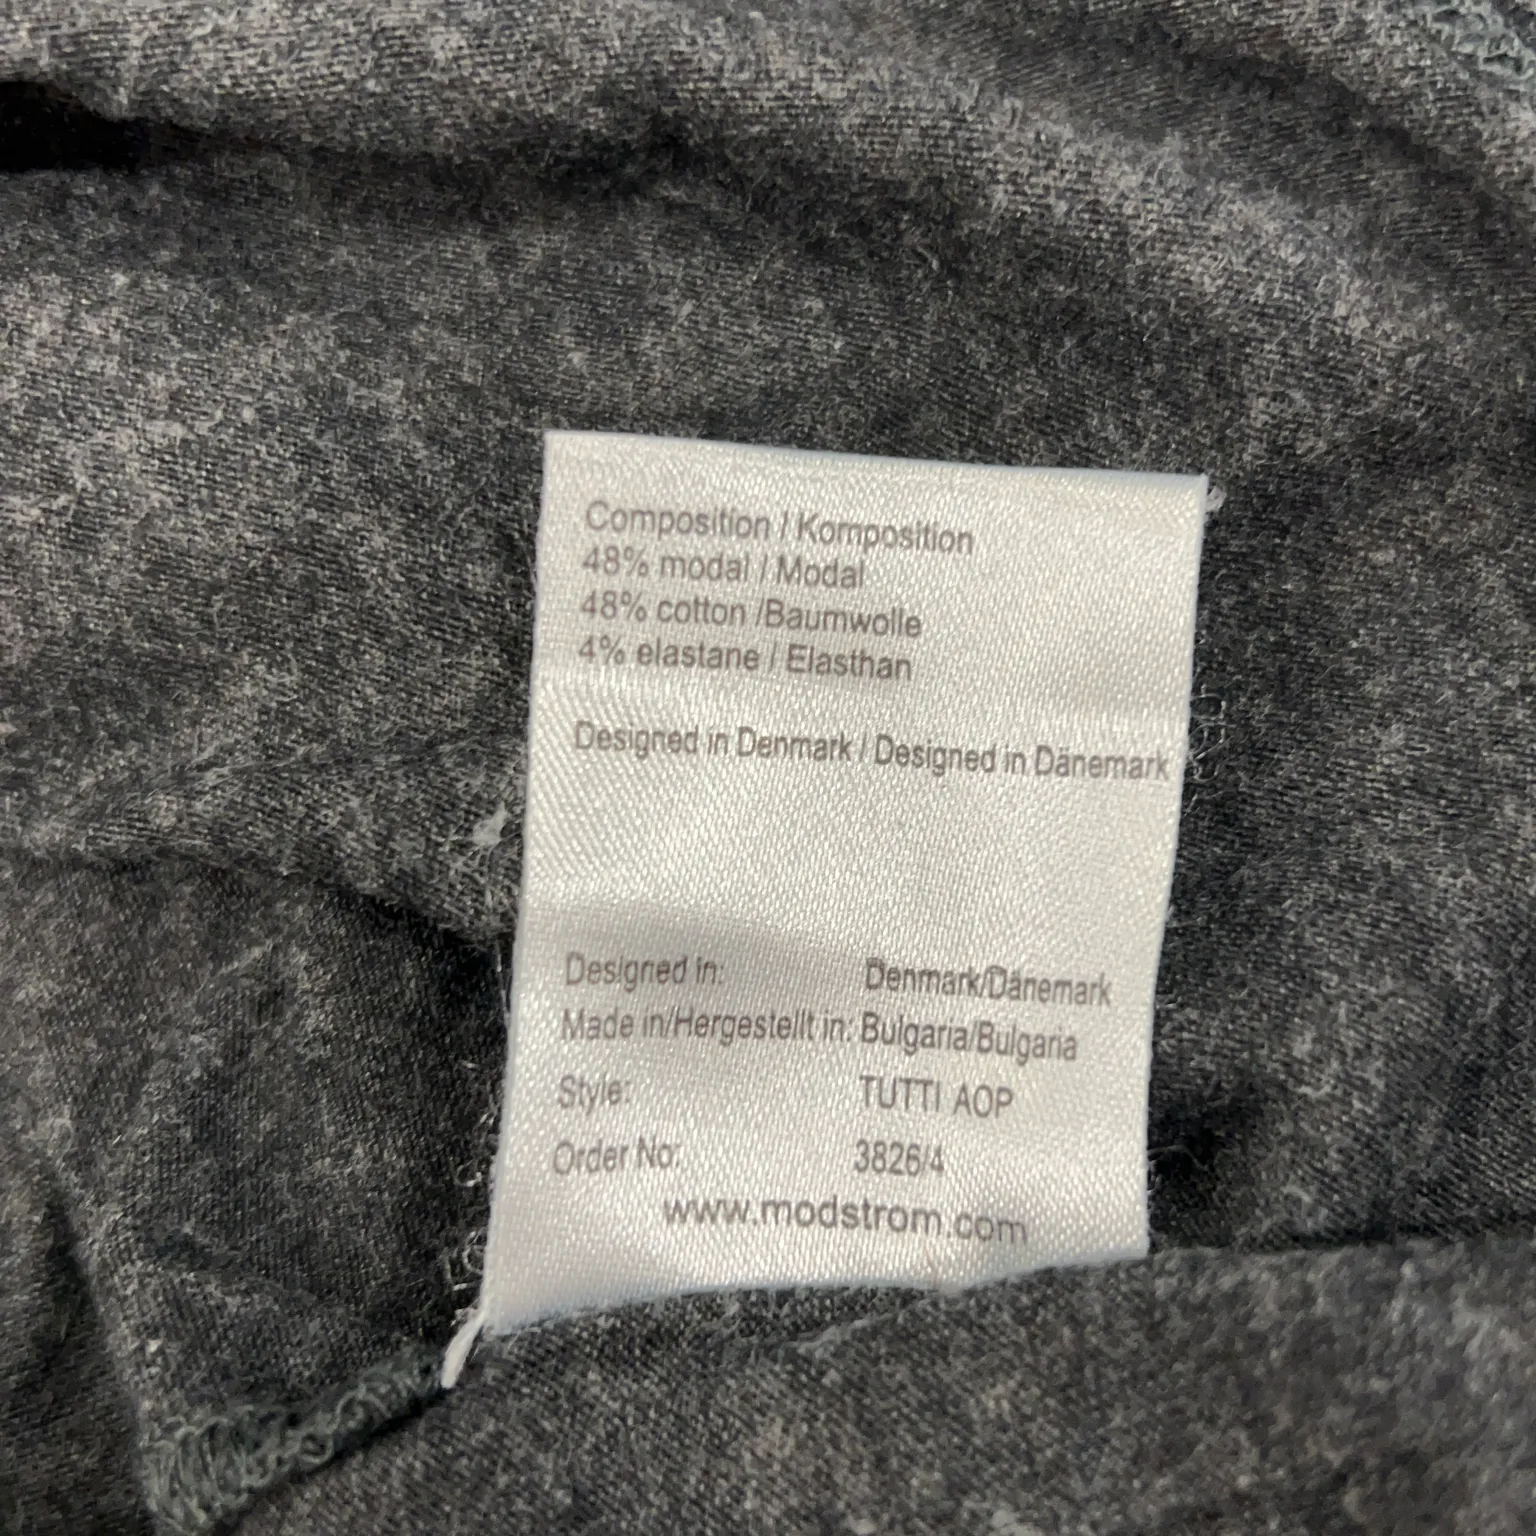 Composition / Komposition
48% modal / Modal
48% cotton /Baumwolle
4% elastane / Elasthan
Designed in Denmark / Designed in Dänemark
Designed in: Denmark/Dänemark
Made in/Hergestellt in: Bulgaria/Bulgaria
Style: TUTTI AOP
Order No: 3826/4
www.modstrom.com